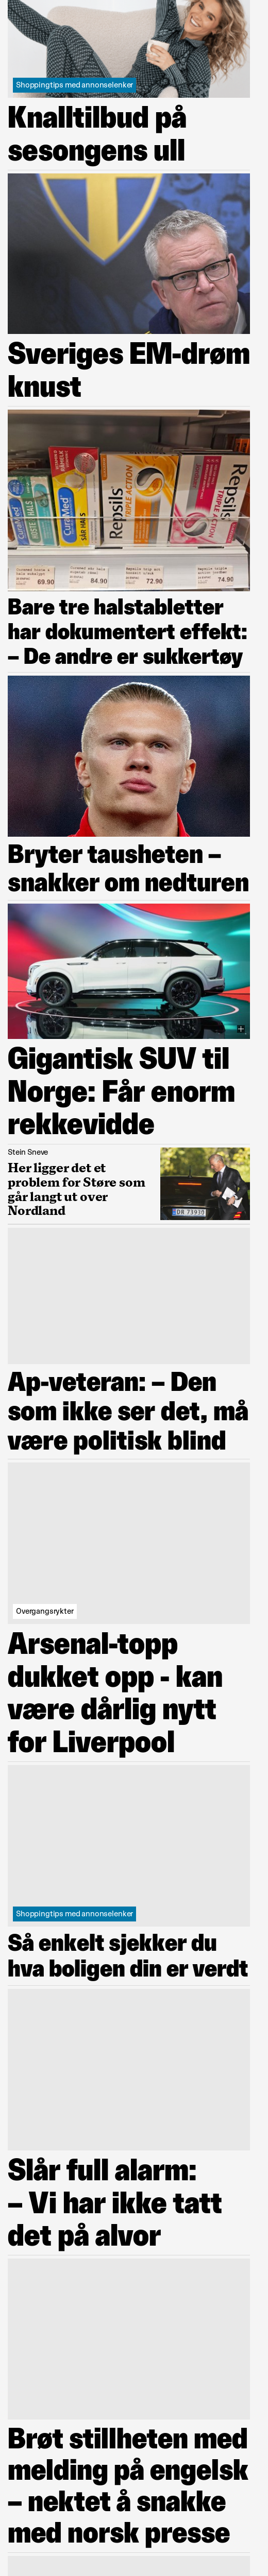 Shoppingtips med annonselenker
Knalltilbud på
sesongens ull
Sveriges EM-drøm
knust
CuraMed
CuraMed
SÅR HALS
Repsils
TRIPLE ACTION
Repsils
TRIPLE ACTION
69.90
84.90
72.90
74.90
Bare tre halstabletter
har dokumentert effekt:
– De andre er sukkertøy
Bryter tausheten –
snakker om nedturen
Gigantisk SUV til
Norge: Får enorm
rekkevidde
Stein Sneve
Her ligger det et
problem for Støre som
går langt ut over
Nordland
Ap-veteran: – Den
som ikke ser det, må
være politisk blind
Overgangsrykter
Arsenal-topp
dukket opp - kan
være dårlig nytt
for Liverpool
Shoppingtips med annonselenker
Så enkelt sjekker du
hva boligen din er verdt
Slår full alarm:
– Vi har ikke tatt
det på alvor
Brøt stillheten med
melding på engelsk
– nektet å snakke
med norsk presse